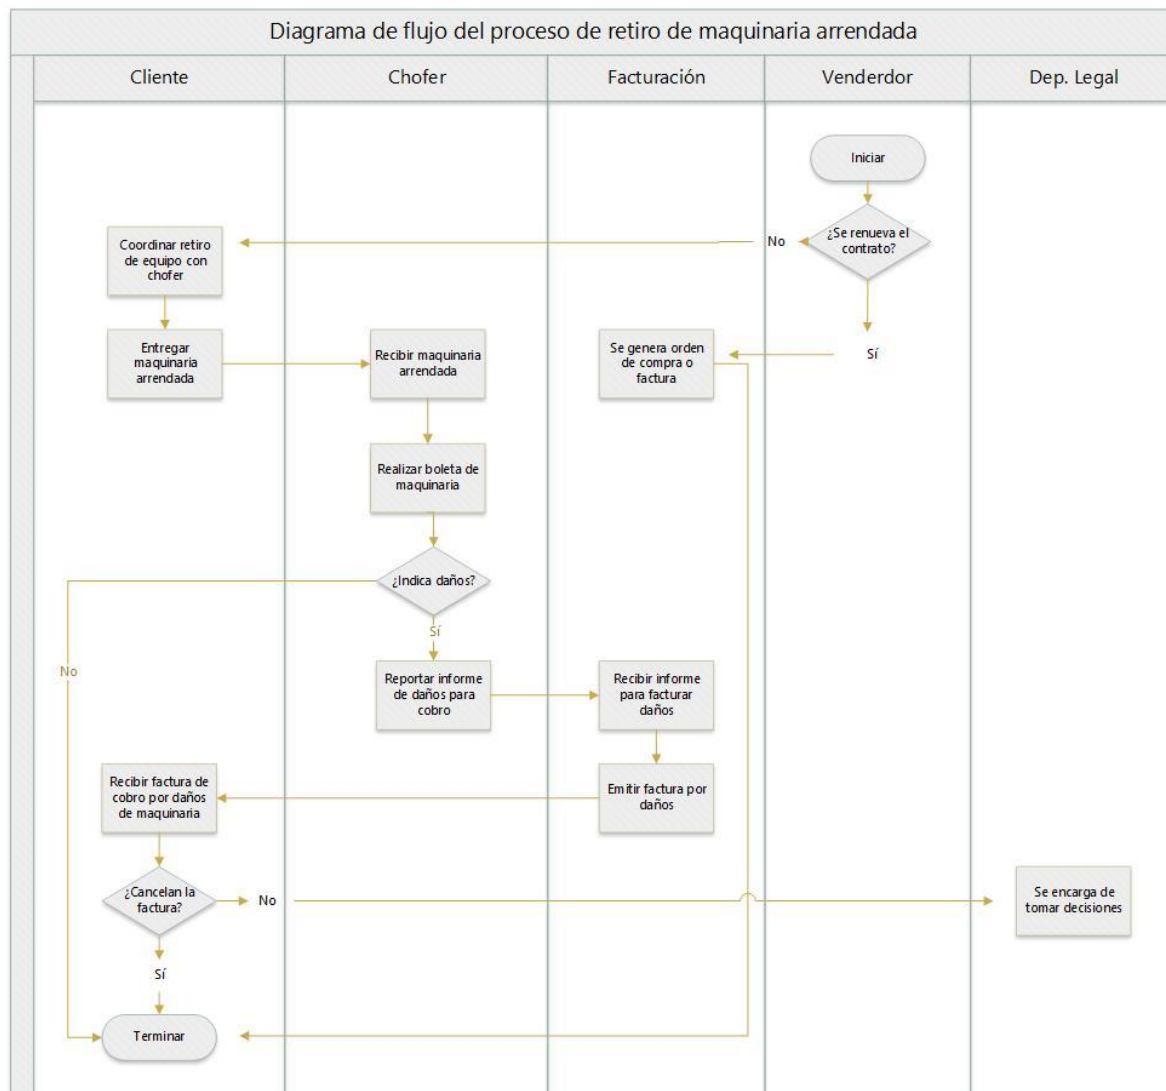 Diagrama de flujo del proceso de retiro de maquinaria arrendada
Cliente
Chofer
Facturación
Venderdor
Dep. Legal
Iniciar
¿Se renueva el
contrato?
No
Sí
Coordinar retiro
de equipo con
chofer
Entregar
maquinaria
arrendada
Recibir maquinaria
arrendada
Se genera orden
de compra o
factura
Realizar boleta de
maquinaria
¿Indica daños?
Sí
No
Reportar informe
de daños para
cobro
Recibir informe
para facturar
daños
Emitir factura por
daños
Recibir factura de
cobro por daños
de maquinaria
¿Cancelan la
factura?
No
Se encarga de
tomar decisiones
Sí
Terminar